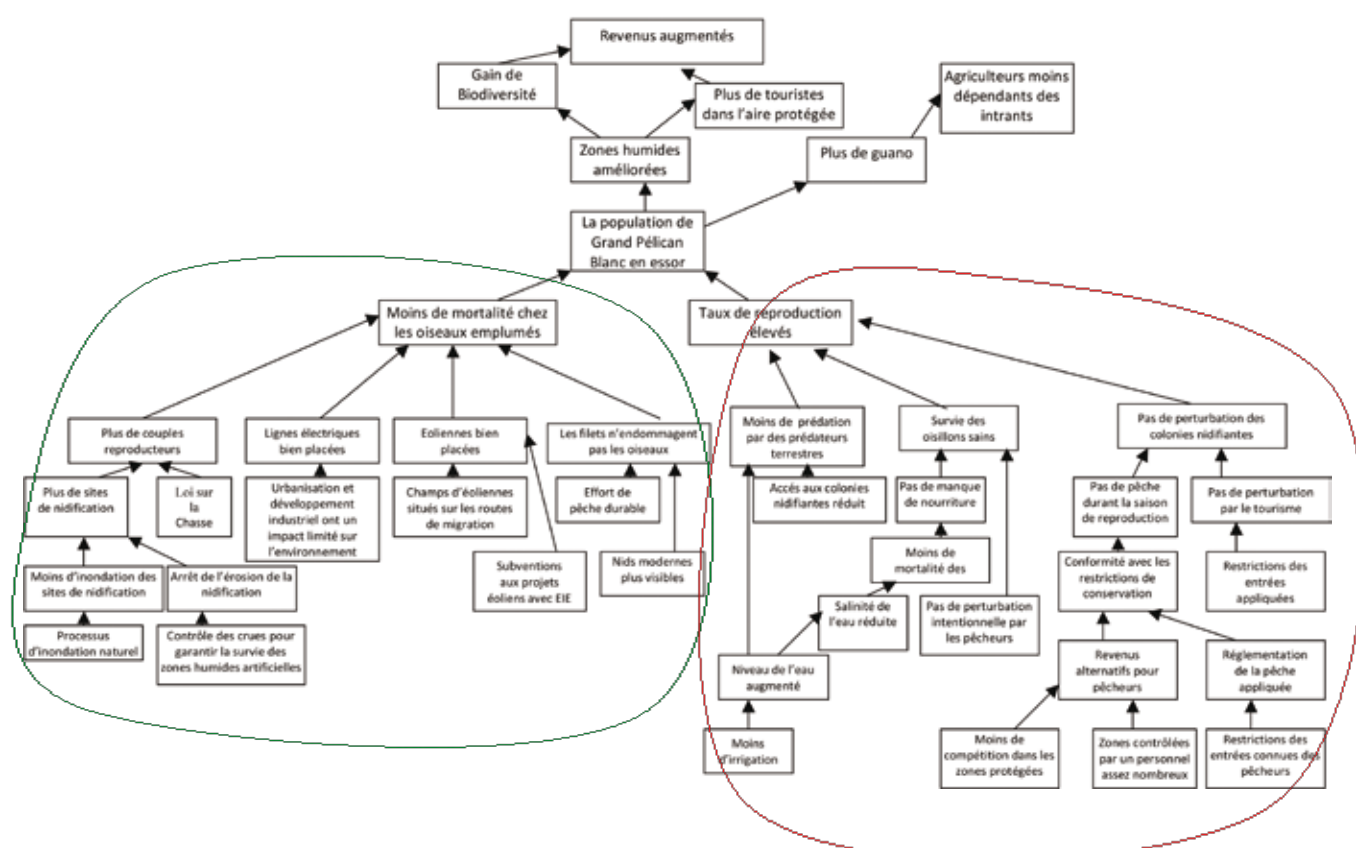 Revenus augmentés
Gain de
Biodiversité
Plus de touristes
dans l'aire protégée
Agriculteurs moins
dépendants des
intrants
Zones humides
améliorées
Plus de guano
La population de
Grand Pélican
Blanc en essor
Moins de mortalité chez
les oiseaux emplumés
Taux de reproduction
élevés
Plus de couples
reproducteurs
Lignes électriques
bien placées
Eoliennes bien
placées
Les filets n'endommagent
pas les oiseaux
Moins de prédation
par des prédateurs
terrestres
Survie des
oisillons sains
Pas de perturbation des
colonies nidifiantes
Plus de sites
de nidification
Loi sur
la
Chasse
Urbanisation et
développement
industriel ont un
impact limité sur
l'environnement
Champs d'éoliennes
situés sur les routes
de migration
Effort de
pêche durable
Accés aux colonies
nidifiantes réduit
Pas de manque
de nourriture
Pas de pêche
durant la saison
de reproduction
Pas de perturbation
par le tourisme
Moins d'inondation des
sites de nidification
Arrêt de l'érosion de la
nidification
Subventions
aux projets
éoliens avec EIE
Nids modernes
plus visibles
Moins de
mortalité des
Conformité avec les
restrictions de
conservation
Restrictions des
entrées
appliquées
Processus
d'inondation naturel
Contrôle des crues pour
garantir la survie des
zones humides artificielles
Salinité de
l'eau réduite
Pas de perturbation
intentionnelle par
les pêcheurs
Niveau de l'eau
augmenté
Revenus
alternatifs pour
pêcheurs
Réglementation
de la pêche
appliquée
Moins
d'irrigation
Moins de
compétition dans les
zones protégées
Zones contrôlées
par un personnel
assez nombreux
Restrictions des
entrées connues des
pêcheurs